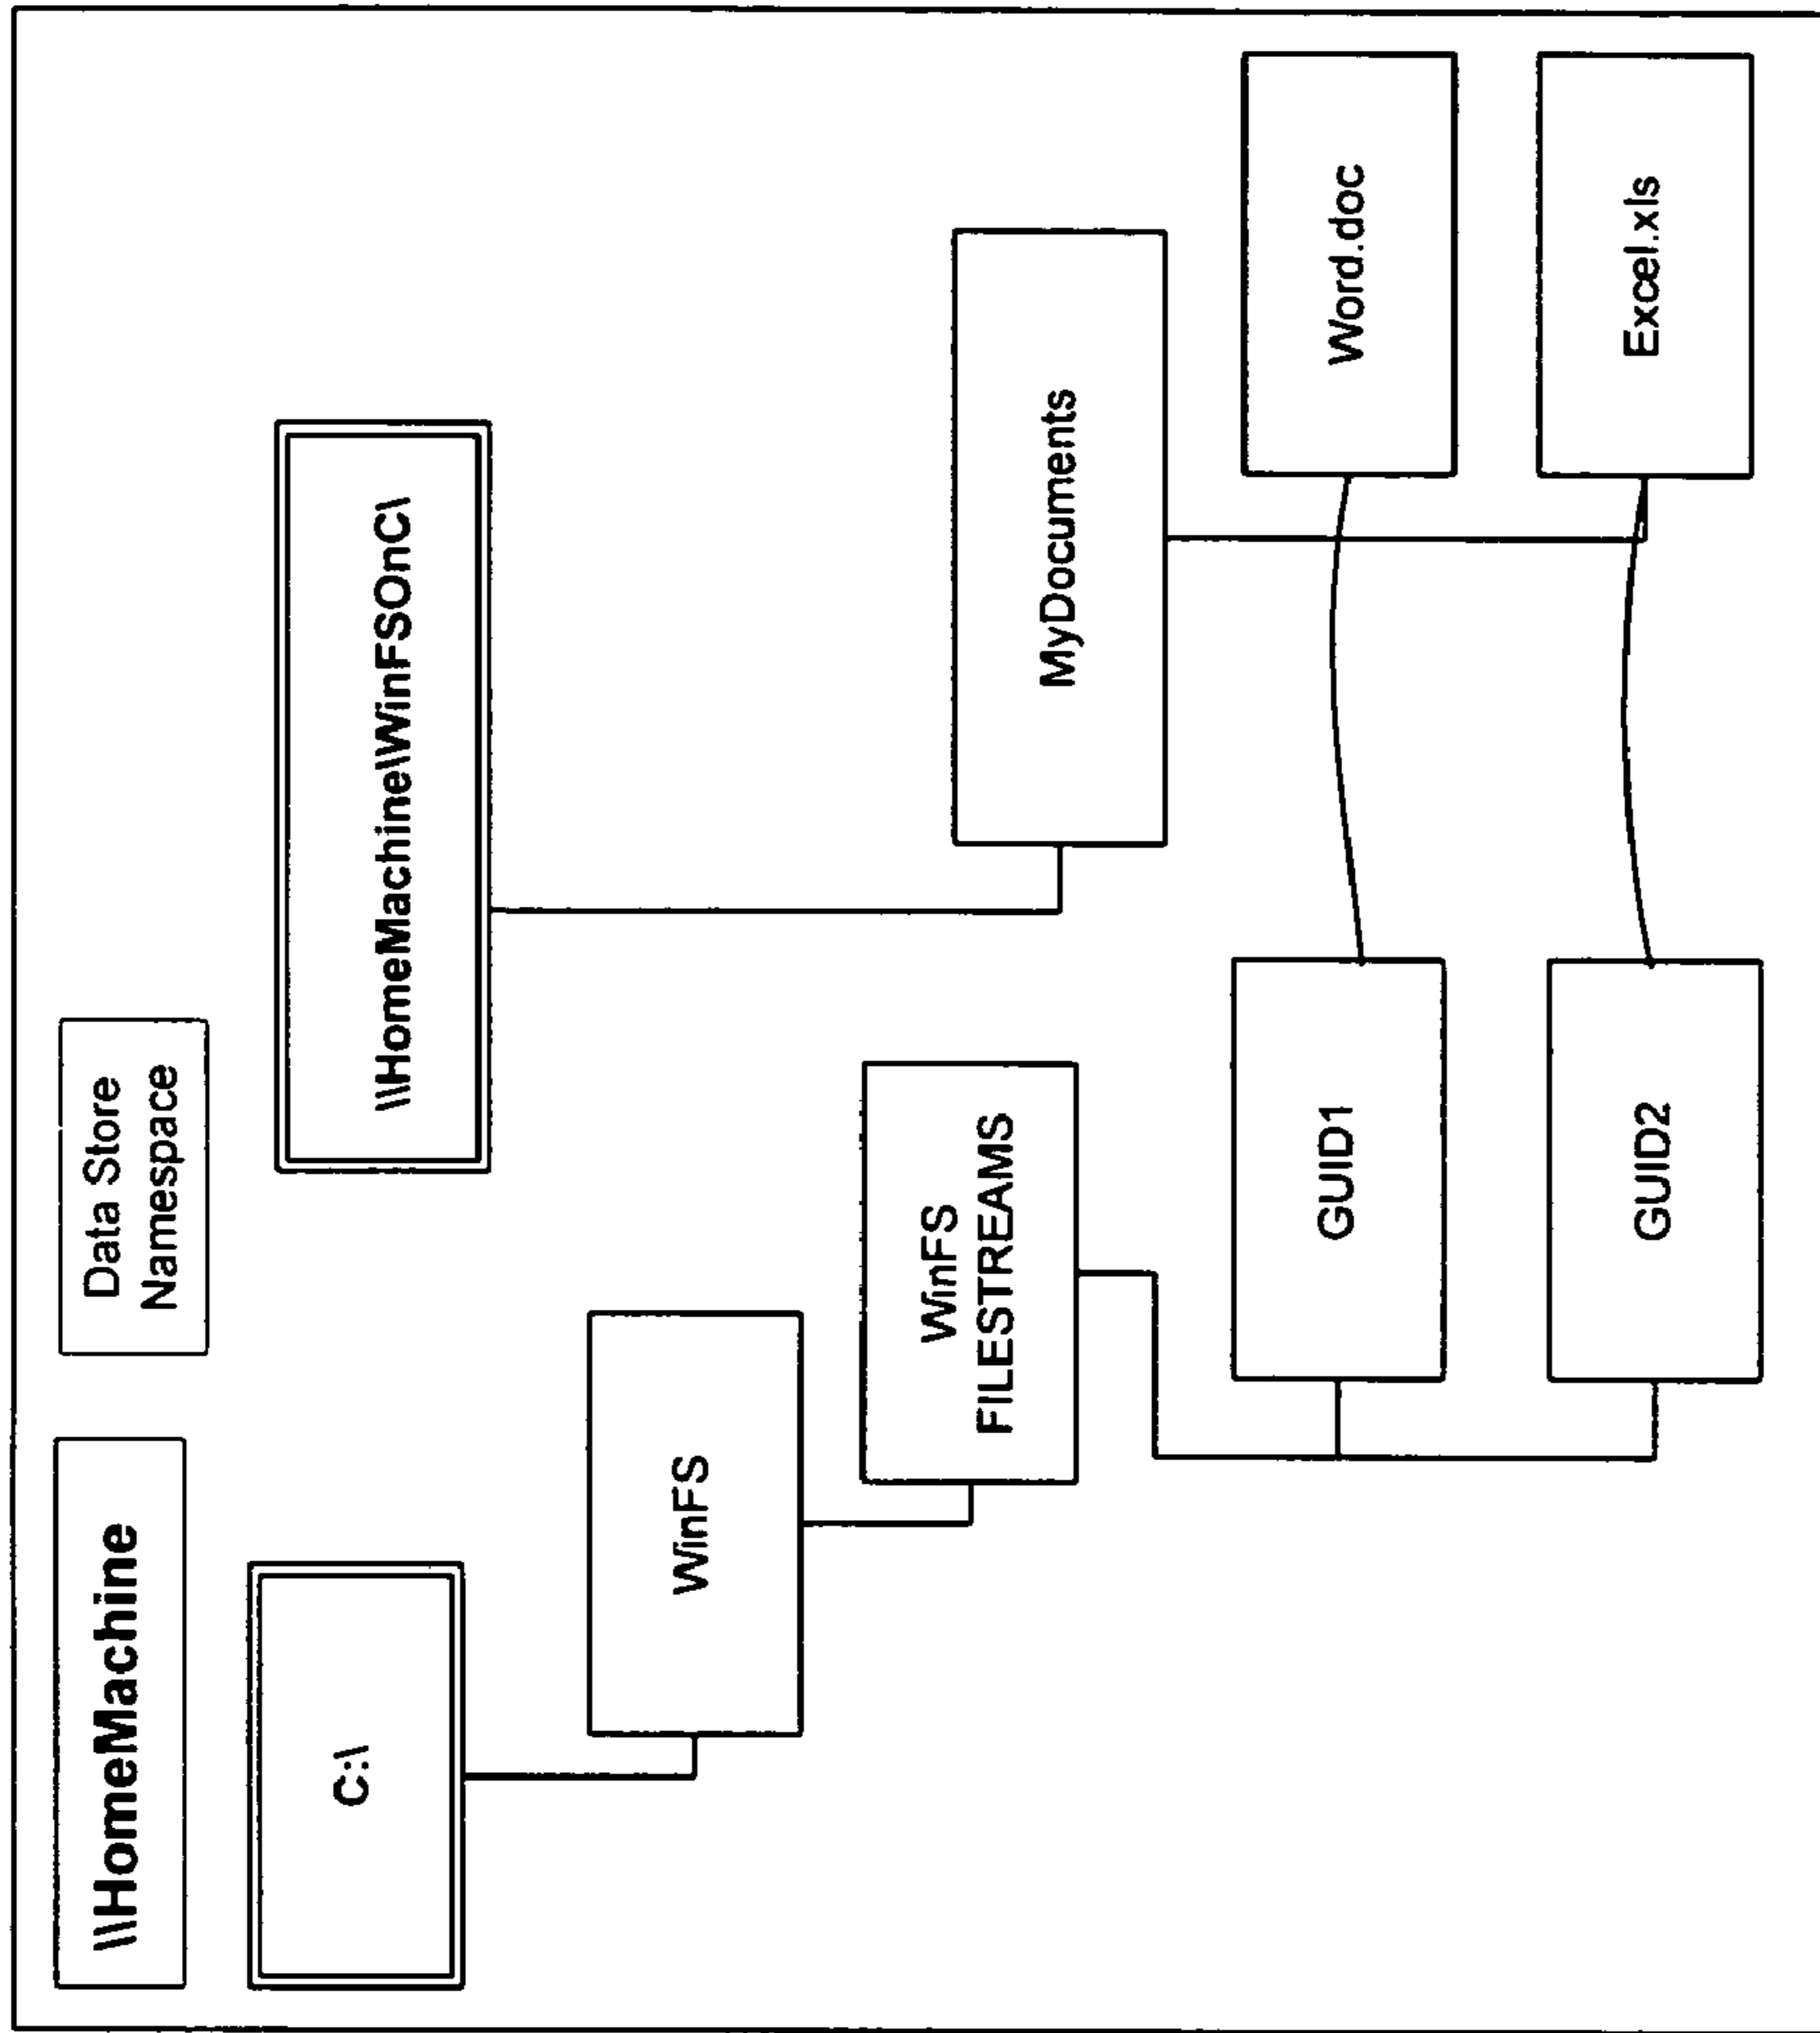 \\HomeMachine
Data Store
Namespace
C:\
\\HomeMachine\WinFSOnC\
WinFS
WinFS
FILESTREAMS
MyDocuments
GUID1
Word.doc
GUID2
Excel.xls